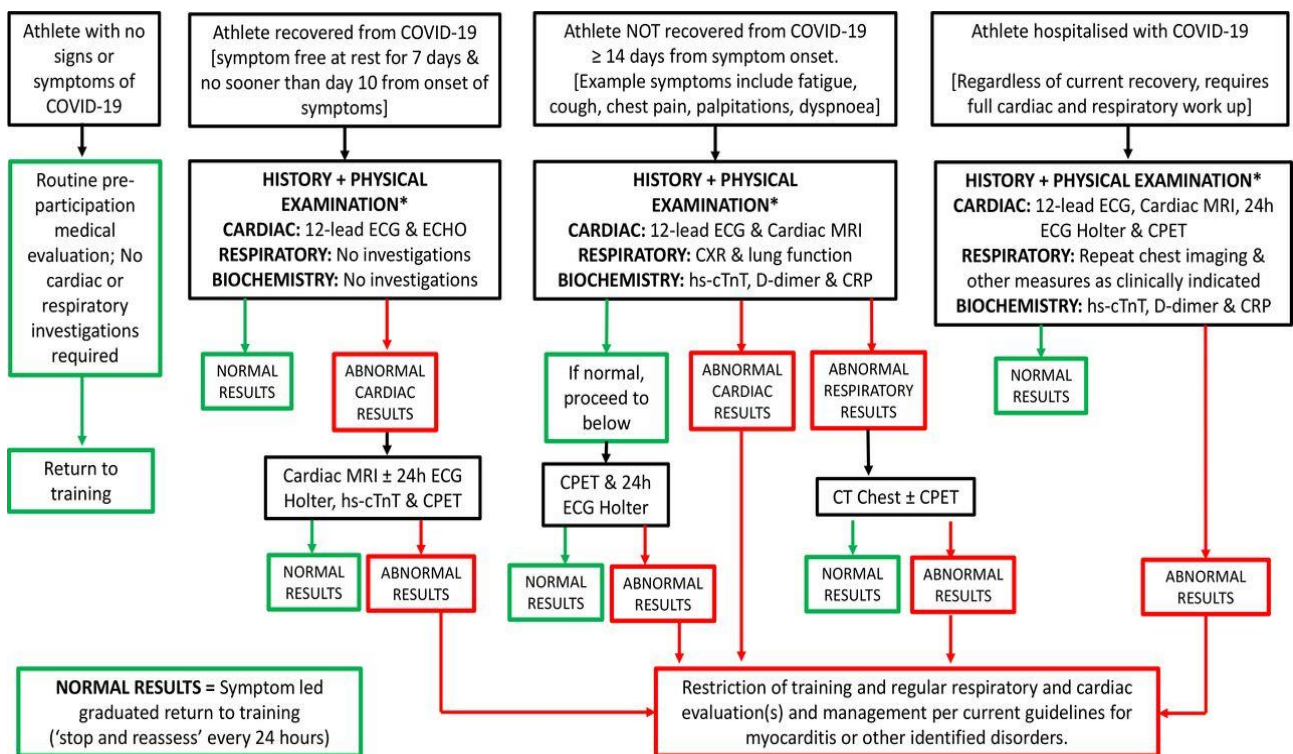 Athlete with no
signs or
symptoms of
COVID-19
Athlete recovered from COVID-19
[symptom free at rest for 7 days &
no sooner than day 10 from onset of
symptoms]
Athlete NOT recovered from COVID-19
≥ 14 days from symptom onset.
[Example symptoms include fatigue,
cough, chest pain, palpitations, dyspnoea]
Athlete hospitalised with COVID-19
[Regardless of current recovery, requires
full cardiac and respiratory work up]
Routine pre-
participation
medical
evaluation; No
cardiac or
respiratory
investigations
required
Return to
training
HISTORY + PHYSICAL
EXAMINATION*
CARDIAC: 12-lead ECG & ECHO
RESPIRATORY: No investigations
BIOCHEMISTRY: No investigations
NORMAL
RESULTS
ABNORMAL
CARDIAC
RESULTS
Cardiac MRI ± 24h ECG
Holter, hs-cTnT & CPET
NORMAL
RESULTS
ABNORMAL
RESULTS
HISTORY + PHYSICAL
EXAMINATION*
CARDIAC: 12-lead ECG & Cardiac MRI
RESPIRATORY: CXR & lung function
BIOCHEMISTRY: hs-cTnT, D-dimer & CRP
If normal,
proceed to
below
ABNORMAL
CARDIAC
RESULTS
ABNORMAL
RESPIRATORY
RESULTS
CPET & 24h
ECG Holter
CT Chest ± CPET
NORMAL
RESULTS
ABNORMAL
RESULTS
NORMAL
RESULTS
ABNORMAL
RESULTS
HISTORY + PHYSICAL EXAMINATION*
CARDIAC: 12-lead ECG, Cardiac MRI, 24h
ECG Holter & CPET
RESPIRATORY: Repeat chest imaging &
other measures as clinically indicated
BIOCHEMISTRY: hs-cTnT, D-dimer & CRP
NORMAL
RESULTS
ABNORMAL
RESULTS
NORMAL RESULTS = Symptom led
graduated return to training
(‘stop and reassess’ every 24 hours)
Restriction of training and regular respiratory and cardiac
evaluation(s) and management per current guidelines for
myocarditis or other identified disorders.